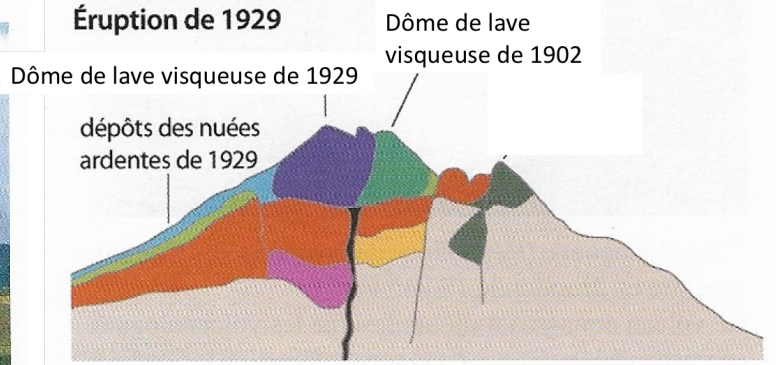 Éruption de 1929
Dôme de lave
visqueuse de 1902
Dôme de lave visqueuse de 1929
dépôts des nuées
ardentes de 1929